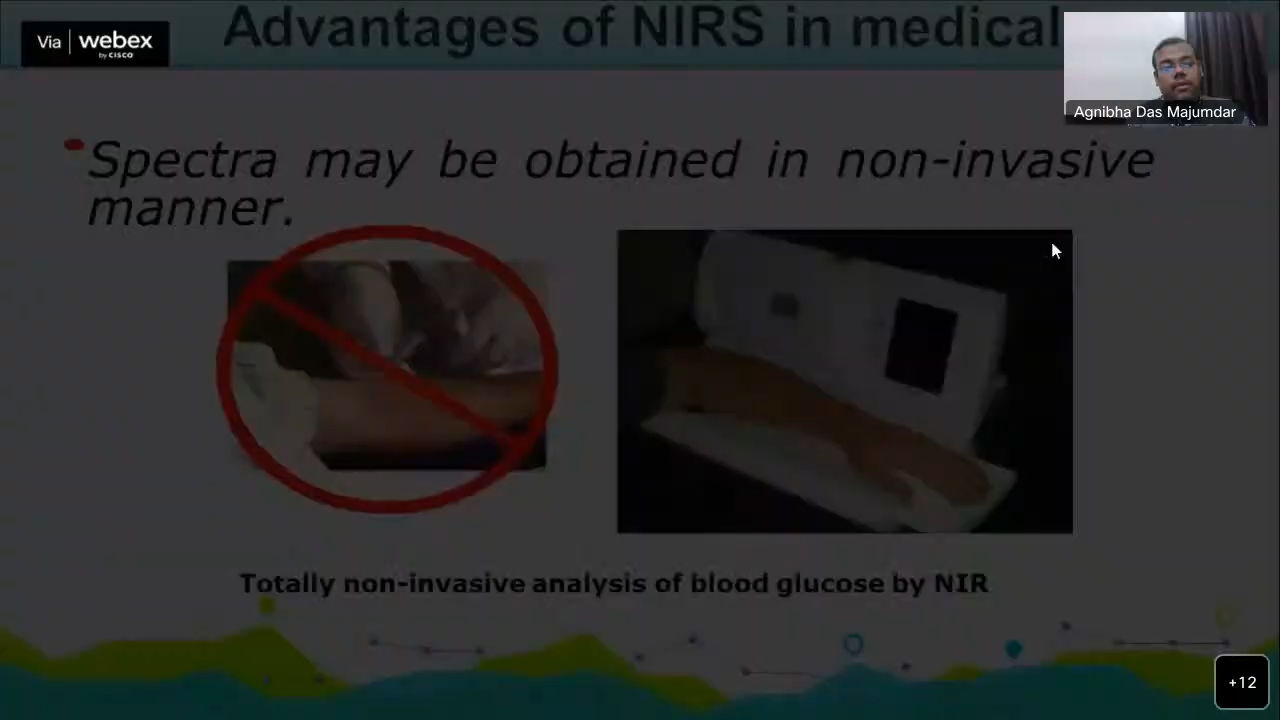 Via webex
by CISCO
Advantages of NIRS in medical
Agnibha Das Majumdar
Spectra may be obtained in non-invasive
manner.
Totally non-invasive analysis of blood glucose by NIR
+12